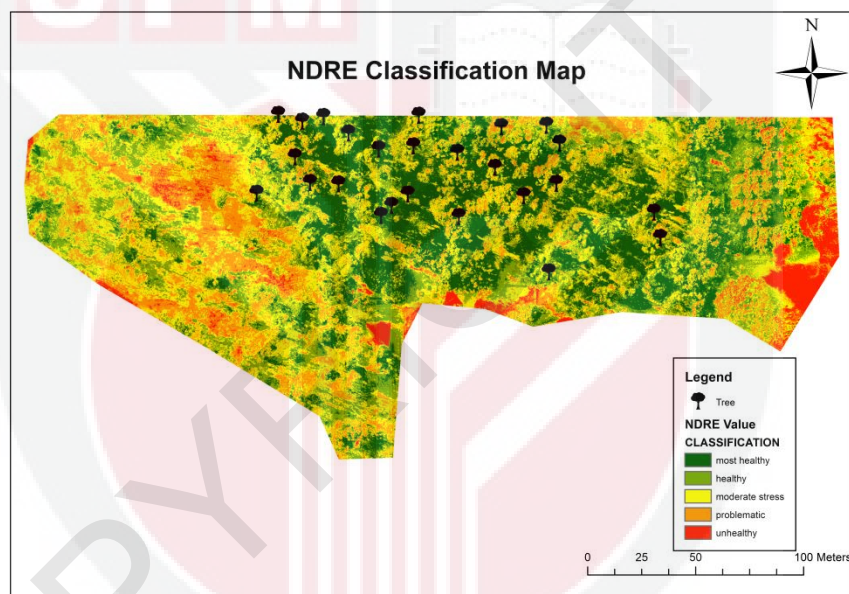 UPM
N
NDRE Classification Map
Legend
Tree
NDRE Value
CLASSIFICATION
most healthy
healthy
moderate stress
problematic
unhealthy
0 25 50 100 Meters